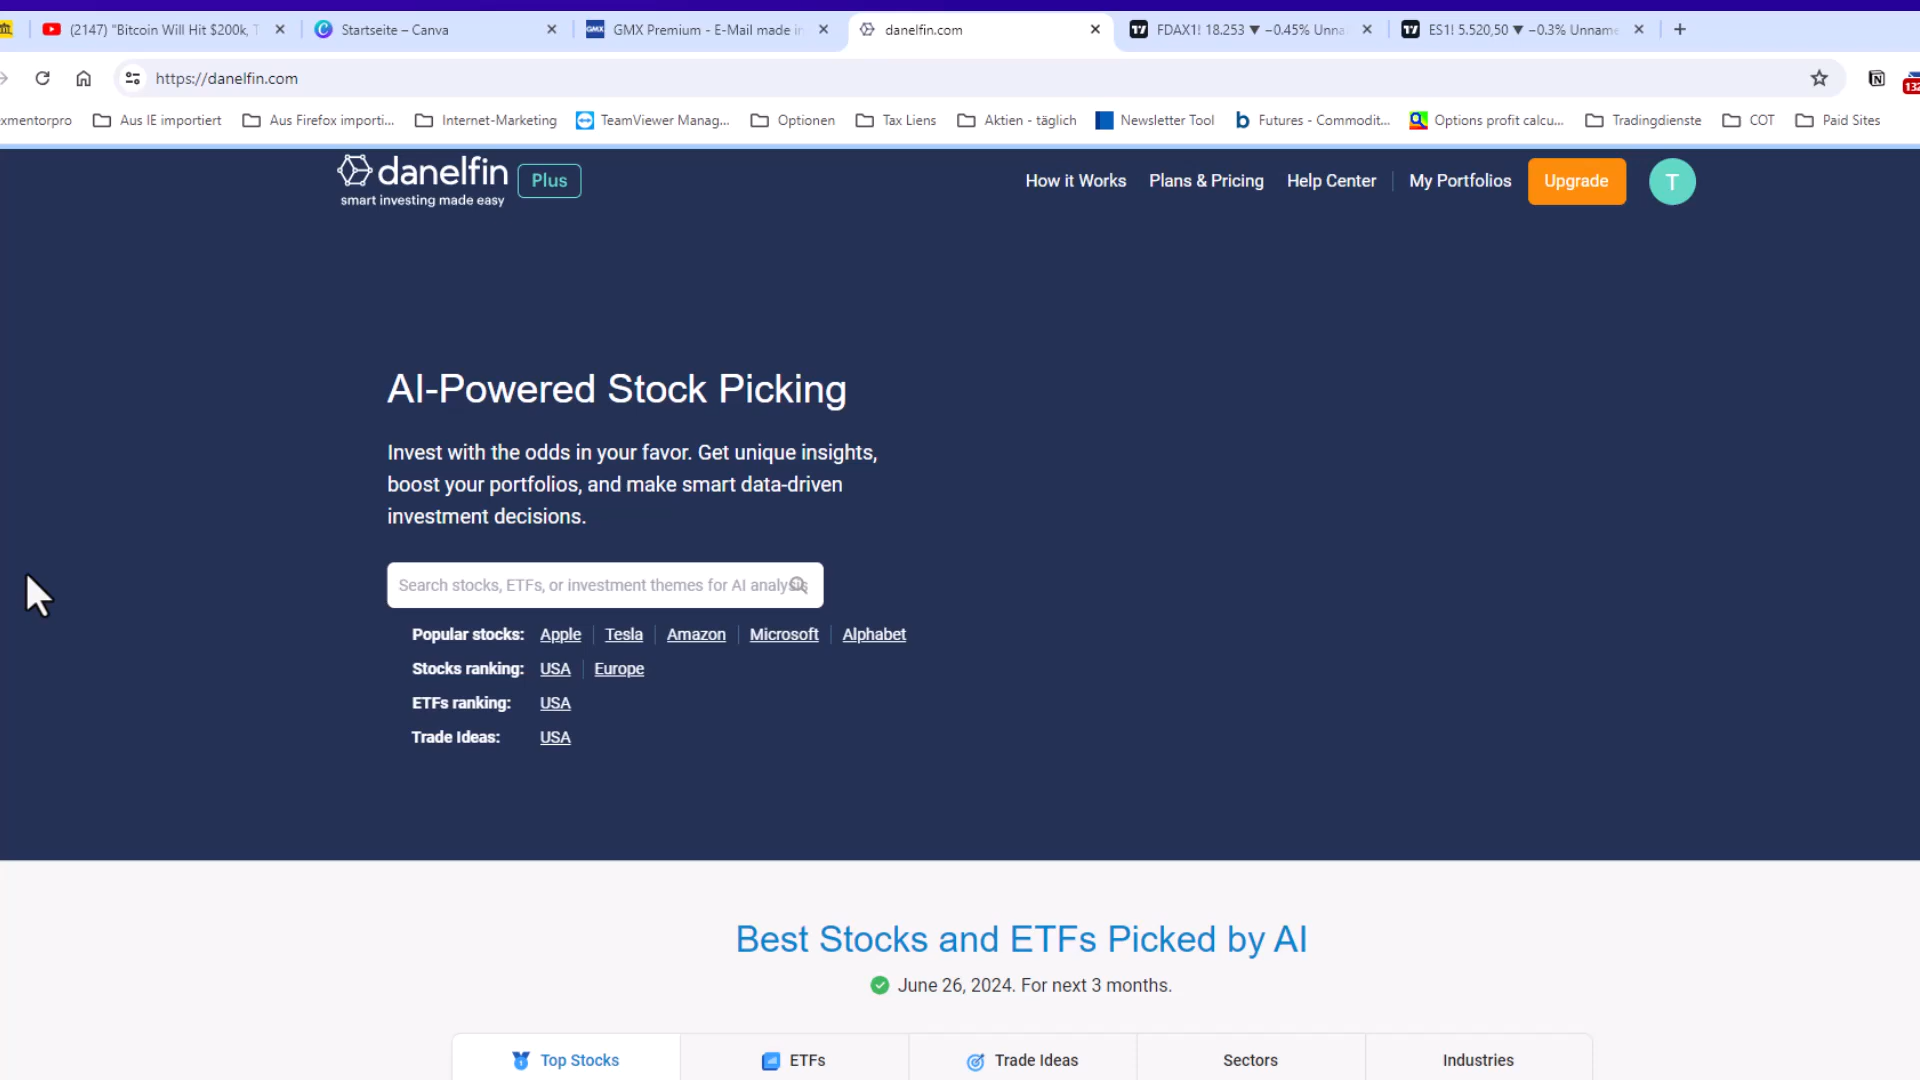 (2147) "Bitcoin Will Hit $200k,
Startseite – Canva
GMX Premium - E-Mail made in
danelfin.com
FDAX1! 18.253 ▼ −0.45% Unna
ES1! 5.520,50 ▼ −0.3% Unname
https://danelfin.com
132
xmentorpro
Aus IE importiert
Aus Firefox importi...
Internet-Marketing
TeamViewer Manag...
Optionen
Tax Liens
Aktien - täglich
Newsletter Tool
Futures - Commodit...
Options profit calcu...
Tradingdienste
COT
Paid Sites
danelfin
smart investing made easy
Plus
How it Works
Plans & Pricing
Help Center
My Portfolios
Upgrade
T
AI-Powered Stock Picking
Invest with the odds in your favor. Get unique insights,
boost your portfolios, and make smart data-driven
investment decisions.
Search stocks, ETFs, or investment themes for AI analysis
Popular stocks: Apple Tesla Amazon Microsoft Alphabet
Stocks ranking: USA Europe
ETFs ranking: USA
Trade Ideas: USA
Best Stocks and ETFs Picked by AI
June 26, 2024. For next 3 months.
Top Stocks
ETFs
Trade Ideas
Sectors
Industries